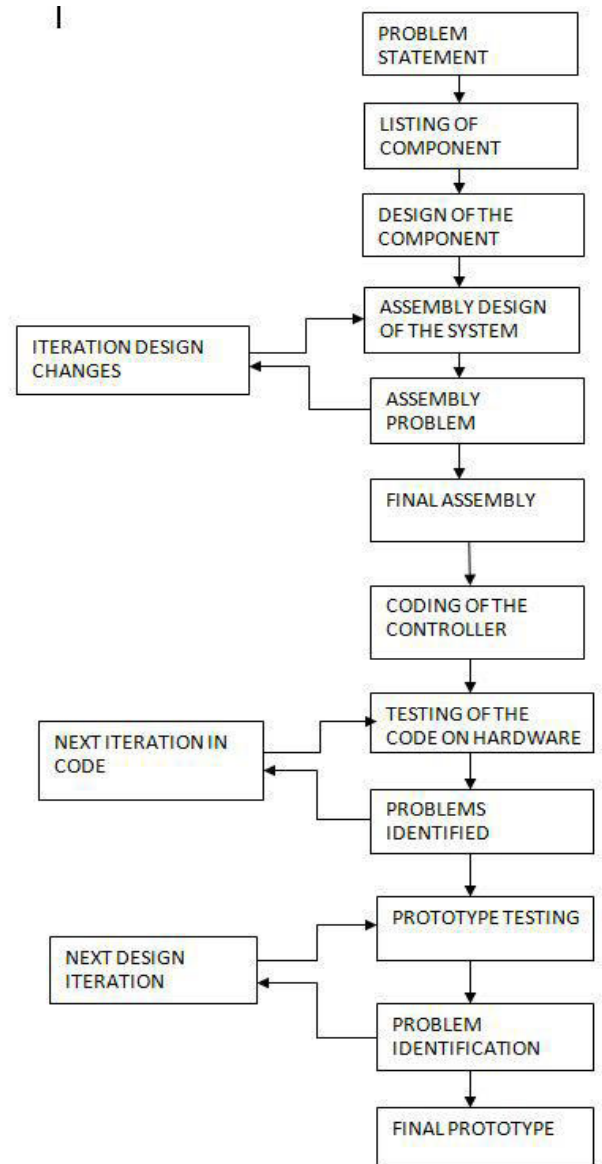 PROBLEM
STATEMENT
LISTING OF
COMPONENT
DESIGN OF THE
COMPONENT
ASSEMBLY DESIGN
OF THE SYSTEM
ITERATION DESIGN
CHANGES
ASSEMBLY
PROBLEM
FINAL ASSEMBLY
CODING OF THE
CONTROLLER
TESTING OF THE
CODE ON HARDWARE
NEXT ITERATION IN
CODE
PROBLEMS
IDENTIFIED
PROTOTYPE TESTING
NEXT DESIGN
ITERATION
PROBLEM
IDENTIFICATION
FINAL PROTOTYPE